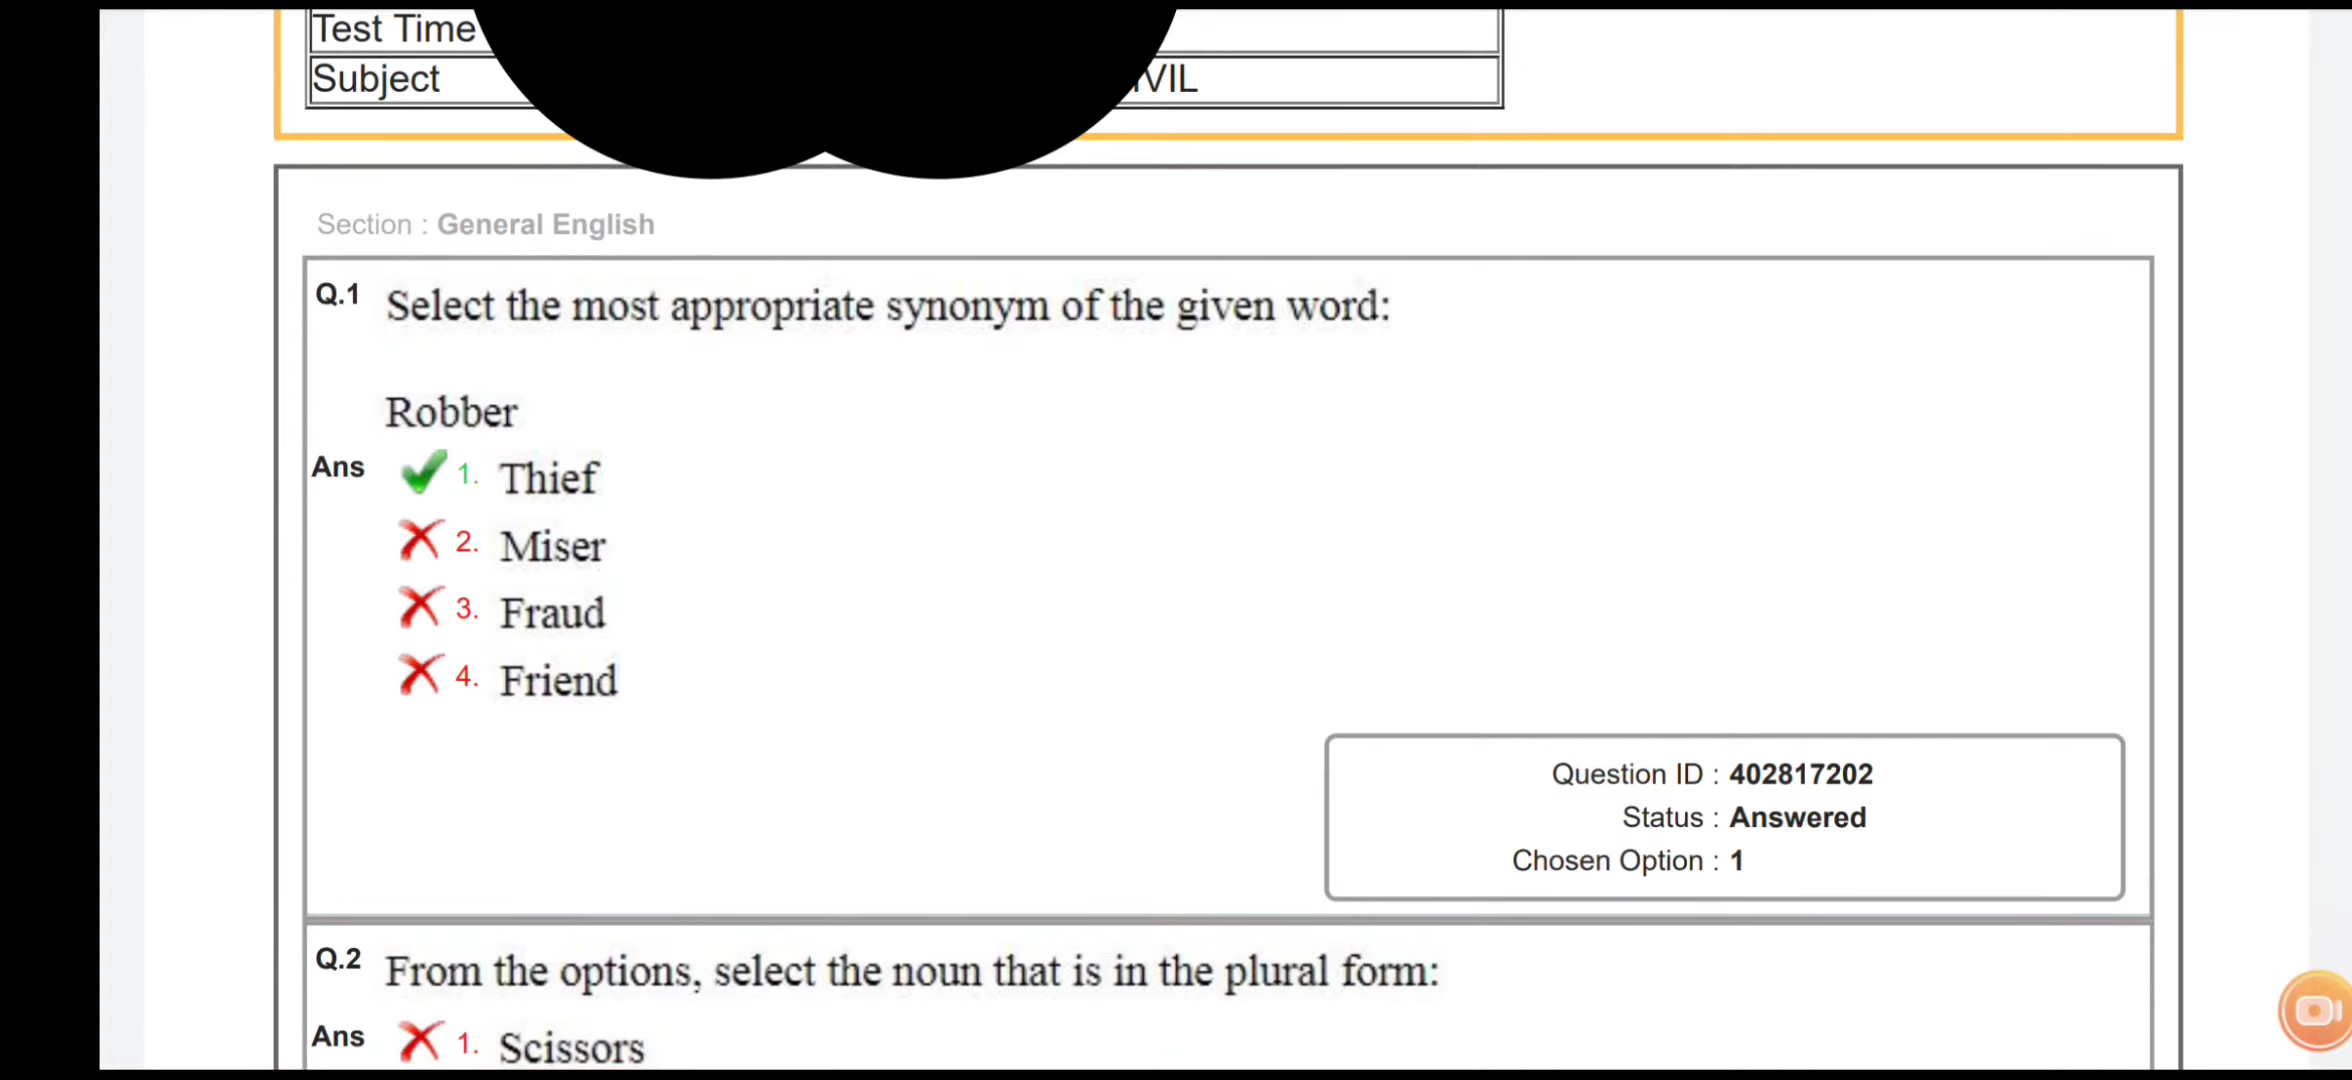 Test Time
Subject VIL
Section : General English
Q.1 Select the most appropriate synonym of the given word:
Robber
Ans 1. Thief
2. Miser
3. Fraud
4. Friend
Question ID : 402817202
Status : Answered
Chosen Option : 1
Q.2 From the options, select the noun that is in the plural form:
Ans 1. Scissors